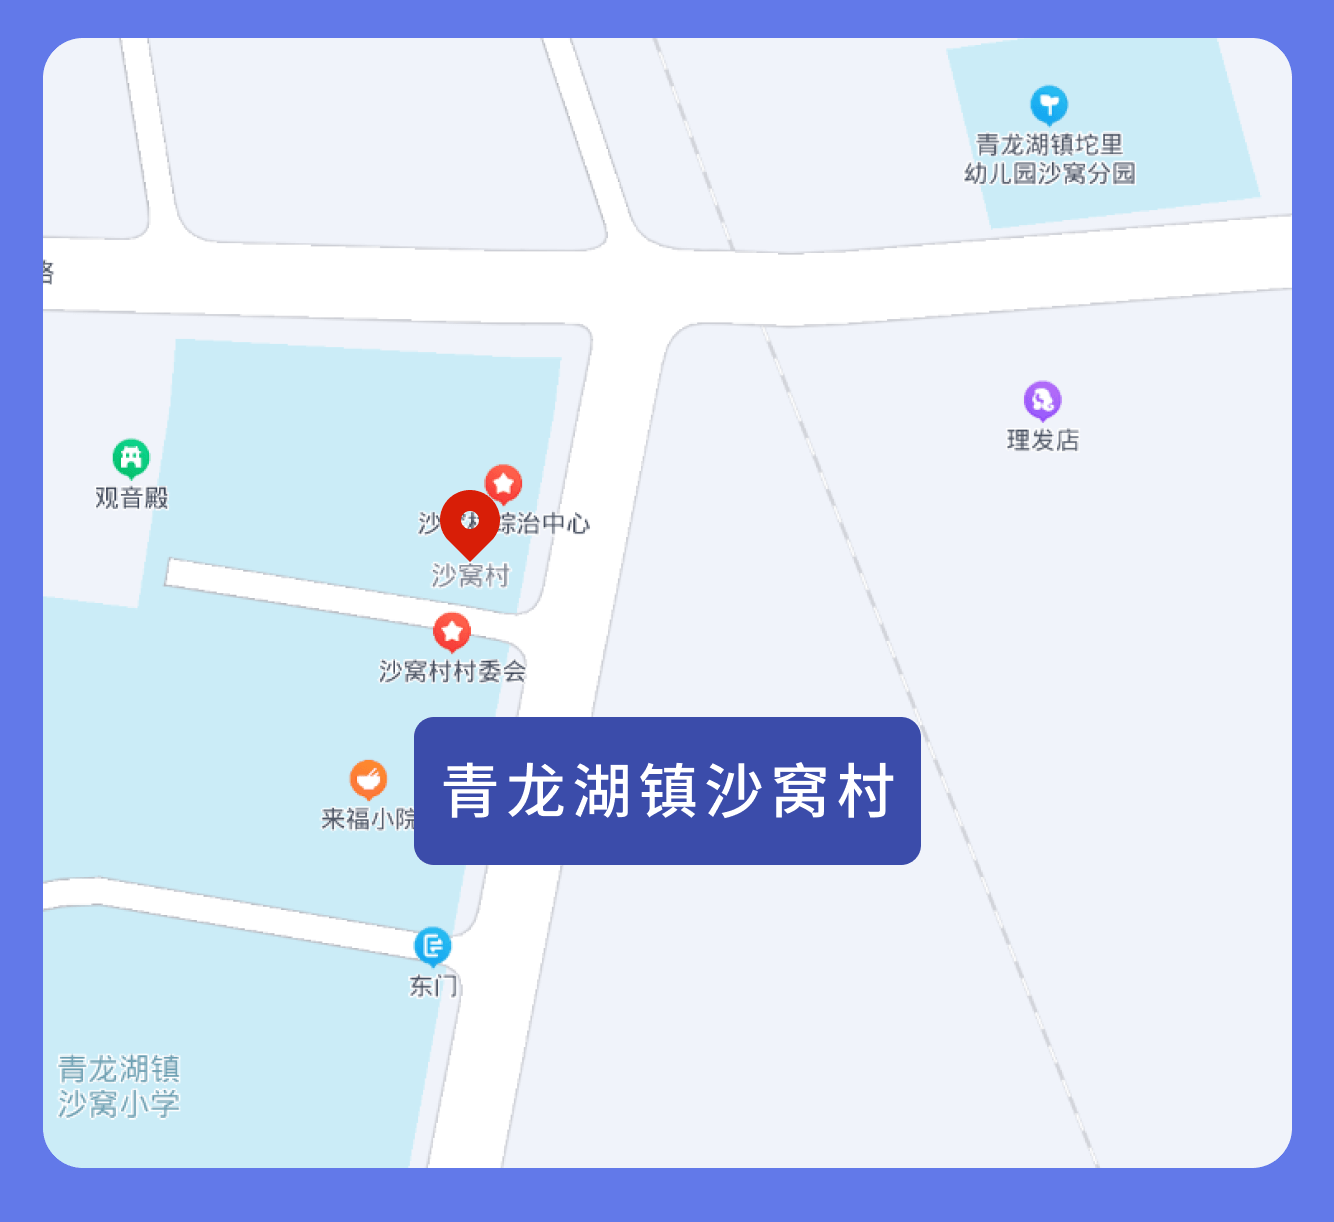 青龙湖镇坨里
幼儿园沙窝分园
路
理发店
观音殿
综治中心
沙窝村
沙窝村村委会
青龙湖镇沙窝村
来福小院
东门
青龙湖镇
沙窝小学